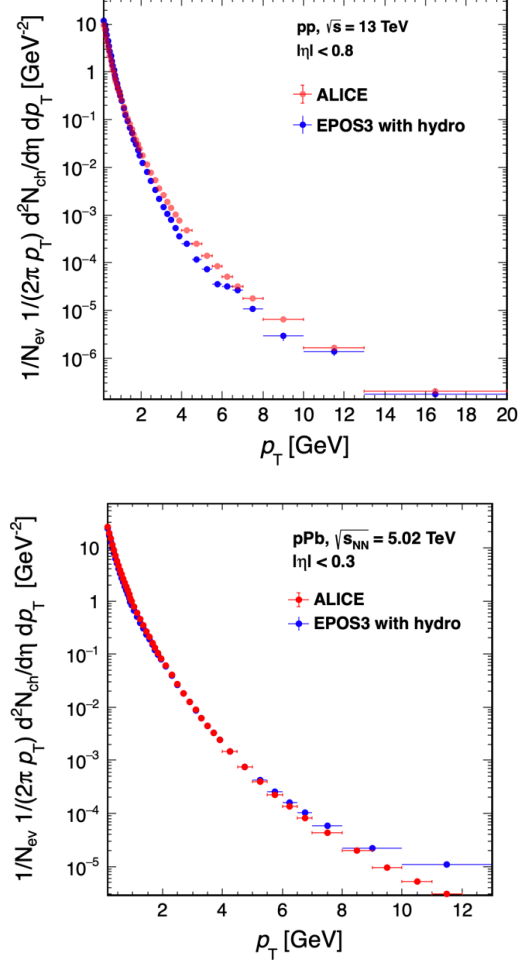 1/N_ev 1/(2π p_T) d²N_ch/dη dp_T [GeV⁻²]
pp, √s = 13 TeV
|η| < 0.8
ALICE
EPOS3 with hydro
10
1
10⁻¹
10⁻²
10⁻³
10⁻⁴
10⁻⁵
10⁻⁶
2 4 6 8 10 12 14 16 18 20
p_T [GeV]
1/N_ev 1/(2π p_T) d²N_ch/dη dp_T [GeV⁻²]
pPb, √s_NN = 5.02 TeV
|η| < 0.3
ALICE
EPOS3 with hydro
10
1
10⁻¹
10⁻²
10⁻³
10⁻⁴
10⁻⁵
2 4 6 8 10 12
p_T [GeV]